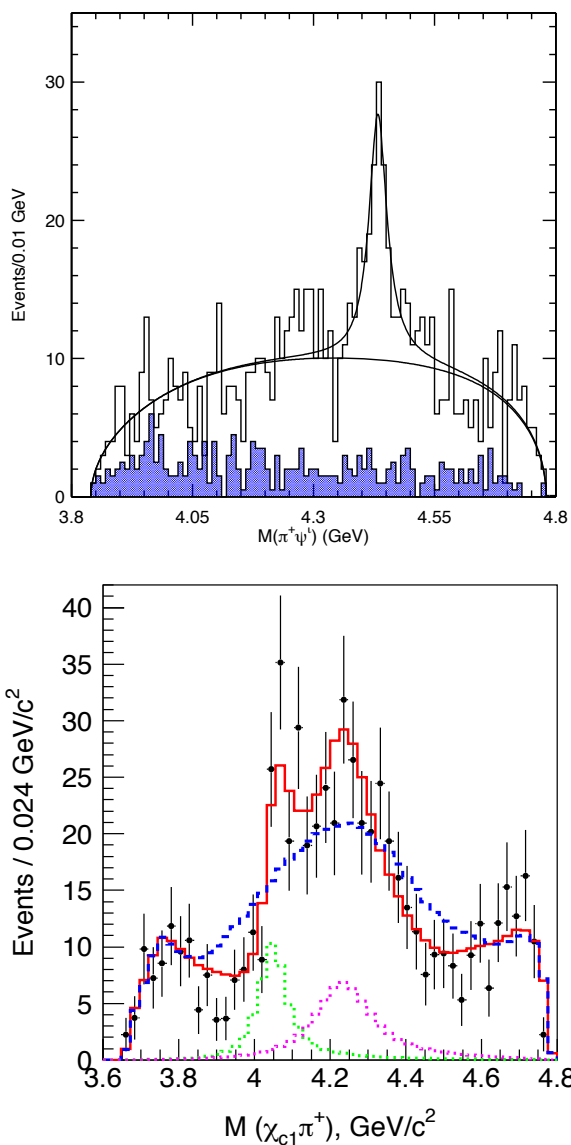 30
20
10
0
Events/0.01 GeV
3.8 4.05 4.3 4.55 4.8
M(π⁺ψ‘) (GeV)
40
35
30
25
20
15
10
5
0
Events / 0.024 GeV/c²
3.6 3.8 4 4.2 4.4 4.6 4.8
M (χc1π⁺), GeV/c²